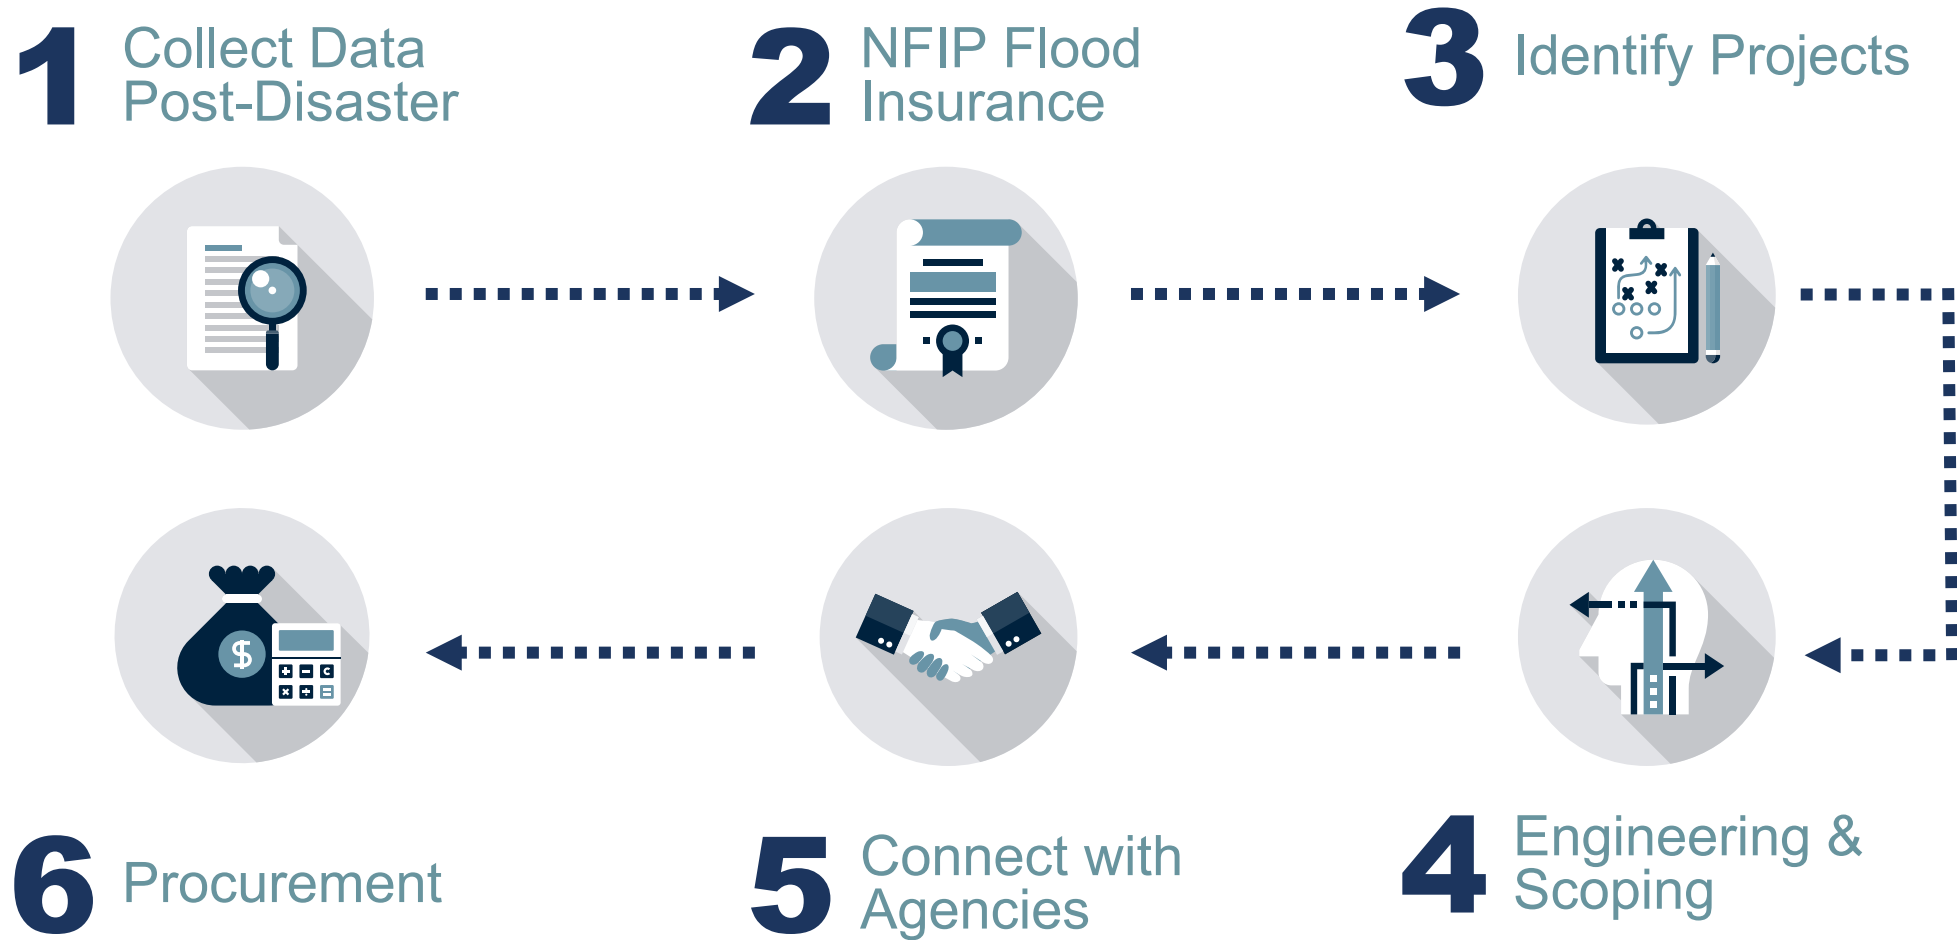 1 Collect Data
Post-Disaster
2 NFIP Flood
Insurance
3 Identify Projects
4 Engineering &
Scoping
5 Connect with
Agencies
6 Procurement